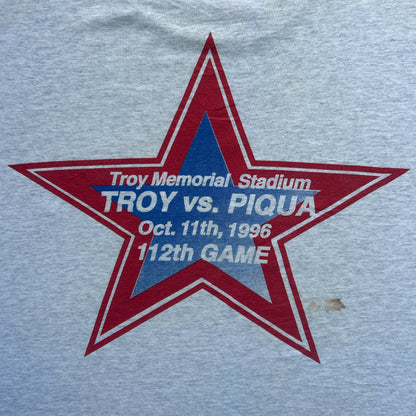 Troy Memorial Stadium
TROY vs. PIQUA
Oct. 11th, 1996
112th GAME